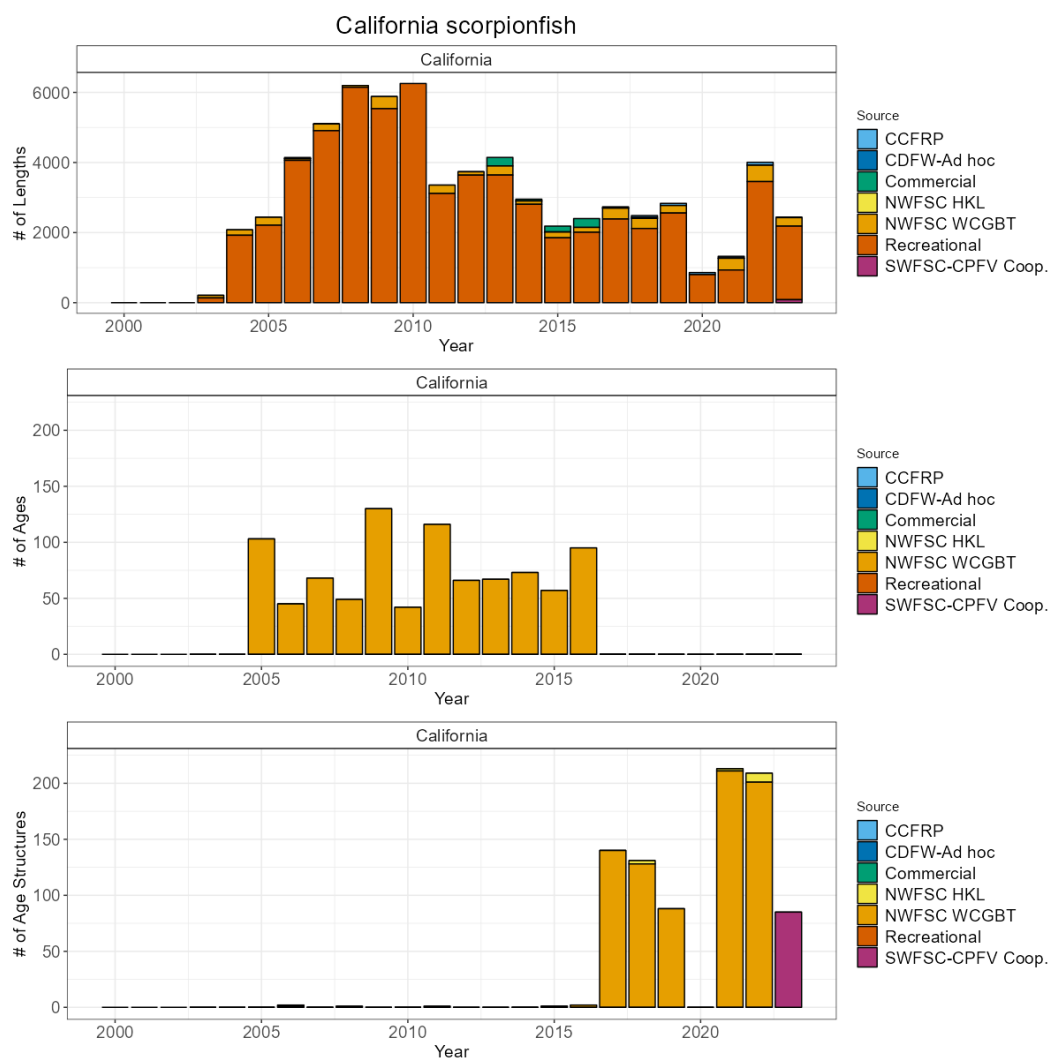 California scorpionfish
California
6000
4000
2000
0
# of Lengths
2000 2005 2010 2015 2020
Year
Source
CCFRP
CDFW-Ad hoc
Commercial
NWFSC HKL
NWFSC WCGBT
Recreational
SWFSC-CPFV Coop.
California
200
150
100
50
0
# of Ages
2000 2005 2010 2015 2020
Year
Source
CCFRP
CDFW-Ad hoc
Commercial
NWFSC HKL
NWFSC WCGBT
Recreational
SWFSC-CPFV Coop.
California
200
150
100
50
0
# of Age Structures
2000 2005 2010 2015 2020
Year
Source
CCFRP
CDFW-Ad hoc
Commercial
NWFSC HKL
NWFSC WCGBT
Recreational
SWFSC-CPFV Coop.